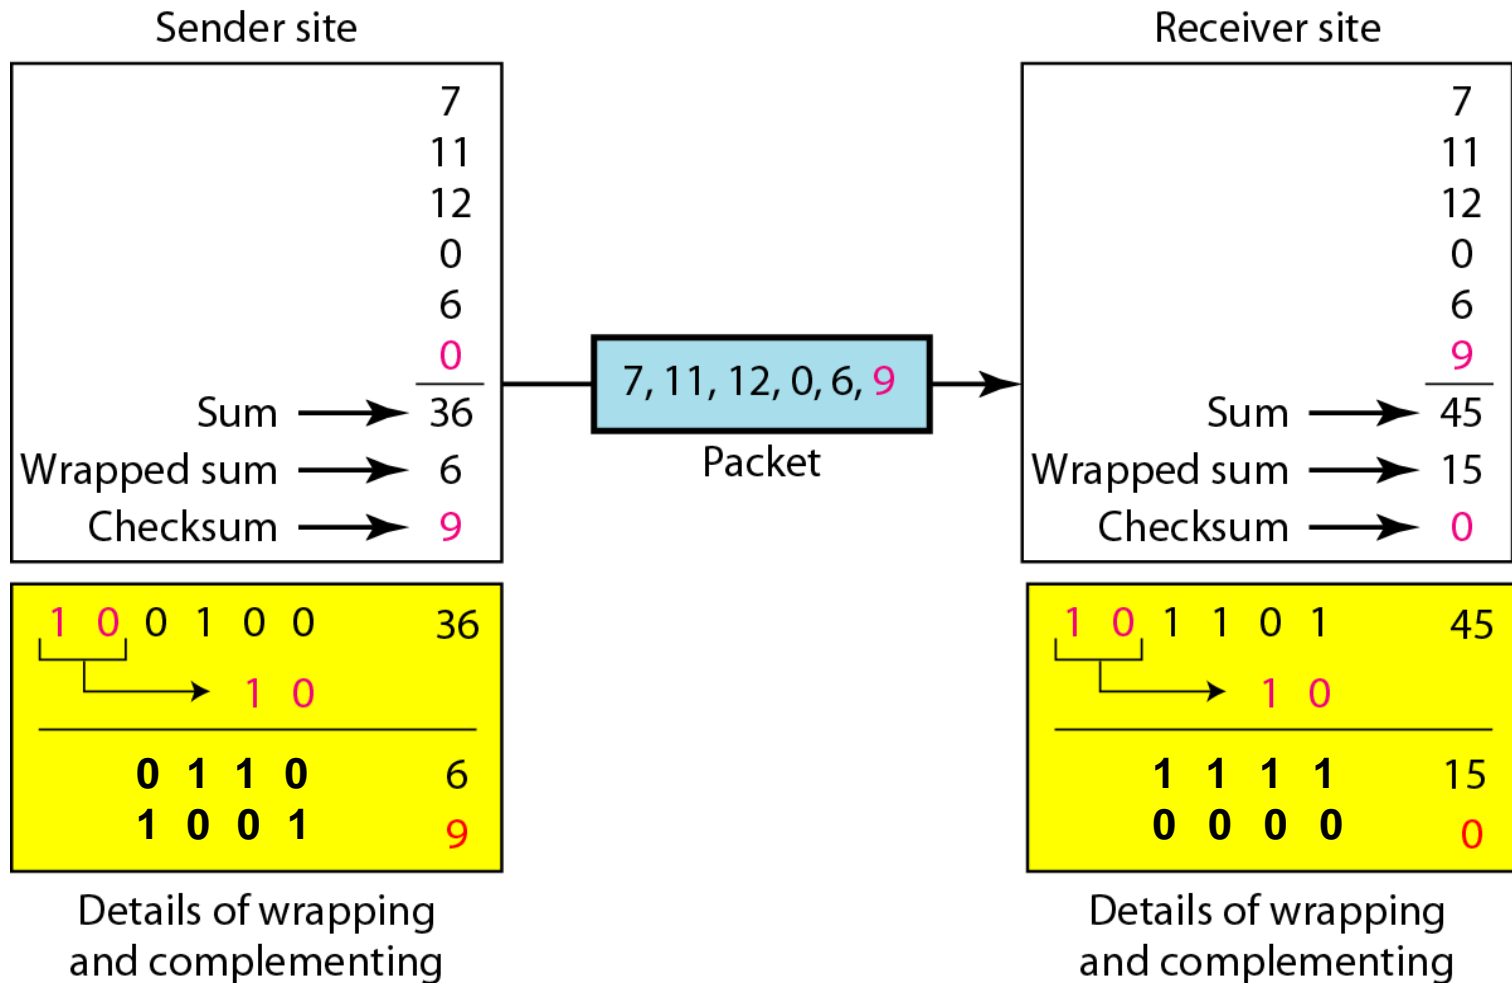 Sender site
7
11
12
0
6
0
Sum 36
Wrapped sum 6
Checksum 9
1 0 0 1 0 0 36
1 0
0 1 1 0 6
1 0 0 1 9
Details of wrapping
and complementing
7, 11, 12, 0, 6, 9
Packet
Receiver site
7
11
12
0
6
9
Sum 45
Wrapped sum 15
Checksum 0
1 0 1 1 0 1 45
1 0
1 1 1 1 15
0 0 0 0 0
Details of wrapping
and complementing